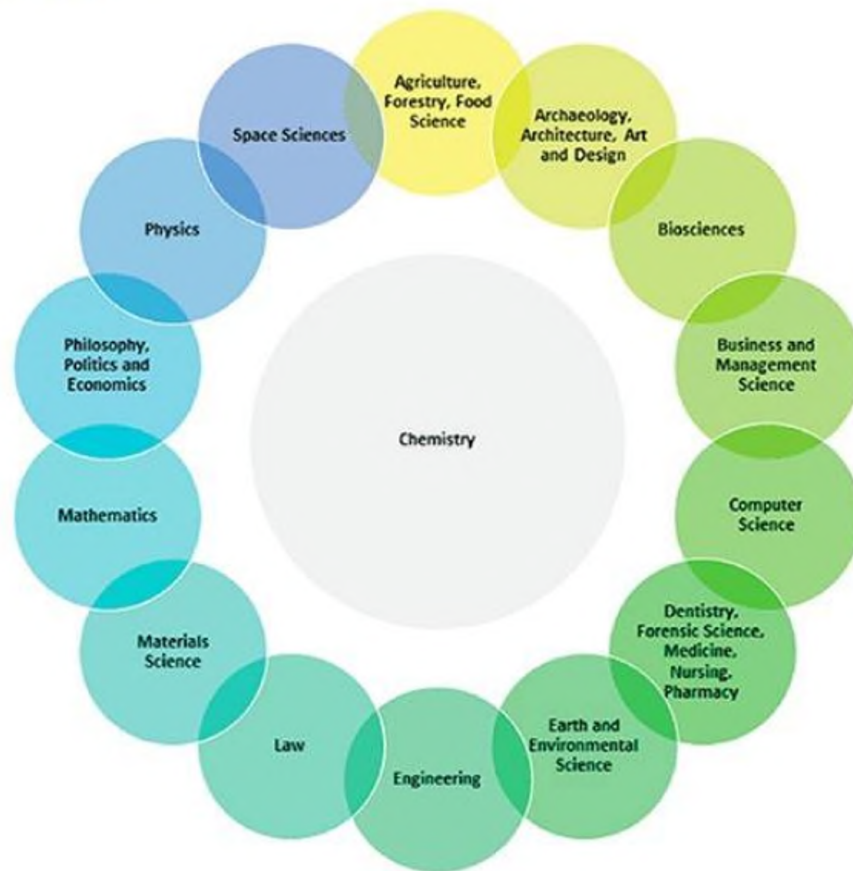 Agriculture,
Forestry, Food
Science
Archaeology,
Architecture, Art
and Design
Biosciences
Business and
Management
Science
Computer
Science
Dentistry,
Forensic Science,
Medicine,
Nursing,
Pharmacy
Earth and
Environmental
Science
Engineering
Law
Materials
Science
Mathematics
Philosophy,
Politics and
Economics
Physics
Space Sciences
Chemistry